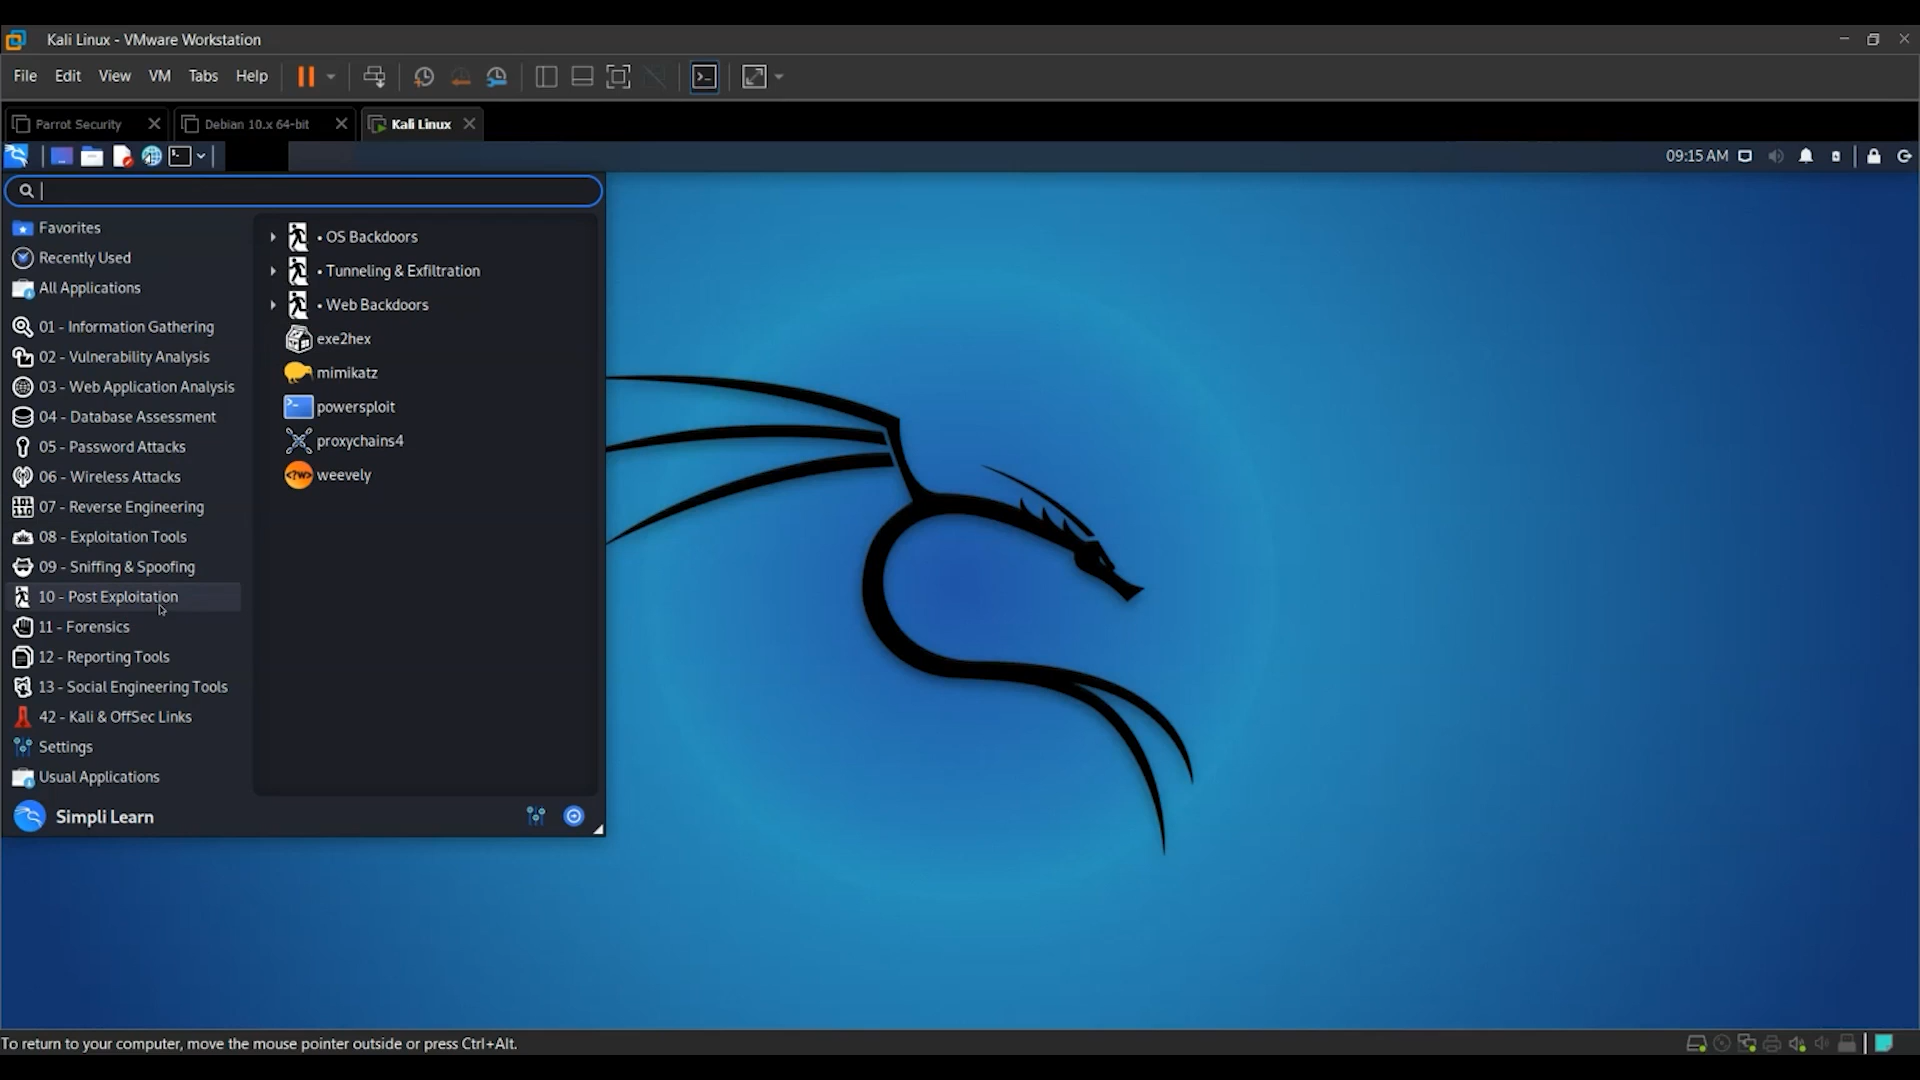 Kali Linux - VMware Workstation
File Edit View VM Tabs Help
Parrot Security
Debian 10.x 64-bit
Kali Linux
09:15 AM
Favorites
Recently Used
All Applications
01 - Information Gathering
02 - Vulnerability Analysis
03 - Web Application Analysis
04 - Database Assessment
05 - Password Attacks
06 - Wireless Attacks
07 - Reverse Engineering
08 - Exploitation Tools
09 - Sniffing & Spoofing
10 - Post Exploitation
11 - Forensics
12 - Reporting Tools
13 - Social Engineering Tools
42 - Kali & OffSec Links
Settings
Usual Applications
• OS Backdoors
• Tunneling & Exfiltration
• Web Backdoors
exe2hex
mimikatz
powersploit
proxychains4
weevely
Simpli Learn
To return to your computer, move the mouse pointer outside or press Ctrl+Alt.